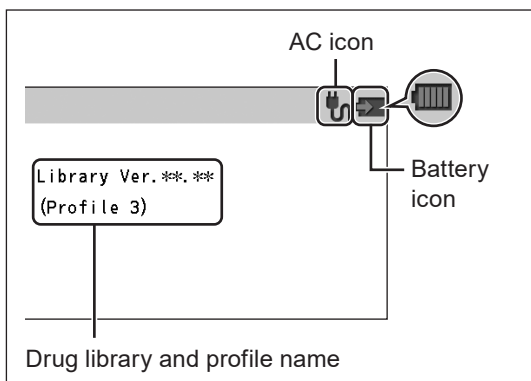 AC icon
Battery
icon
Library Ver.**.**
(Profile 3)
Drug library and profile name